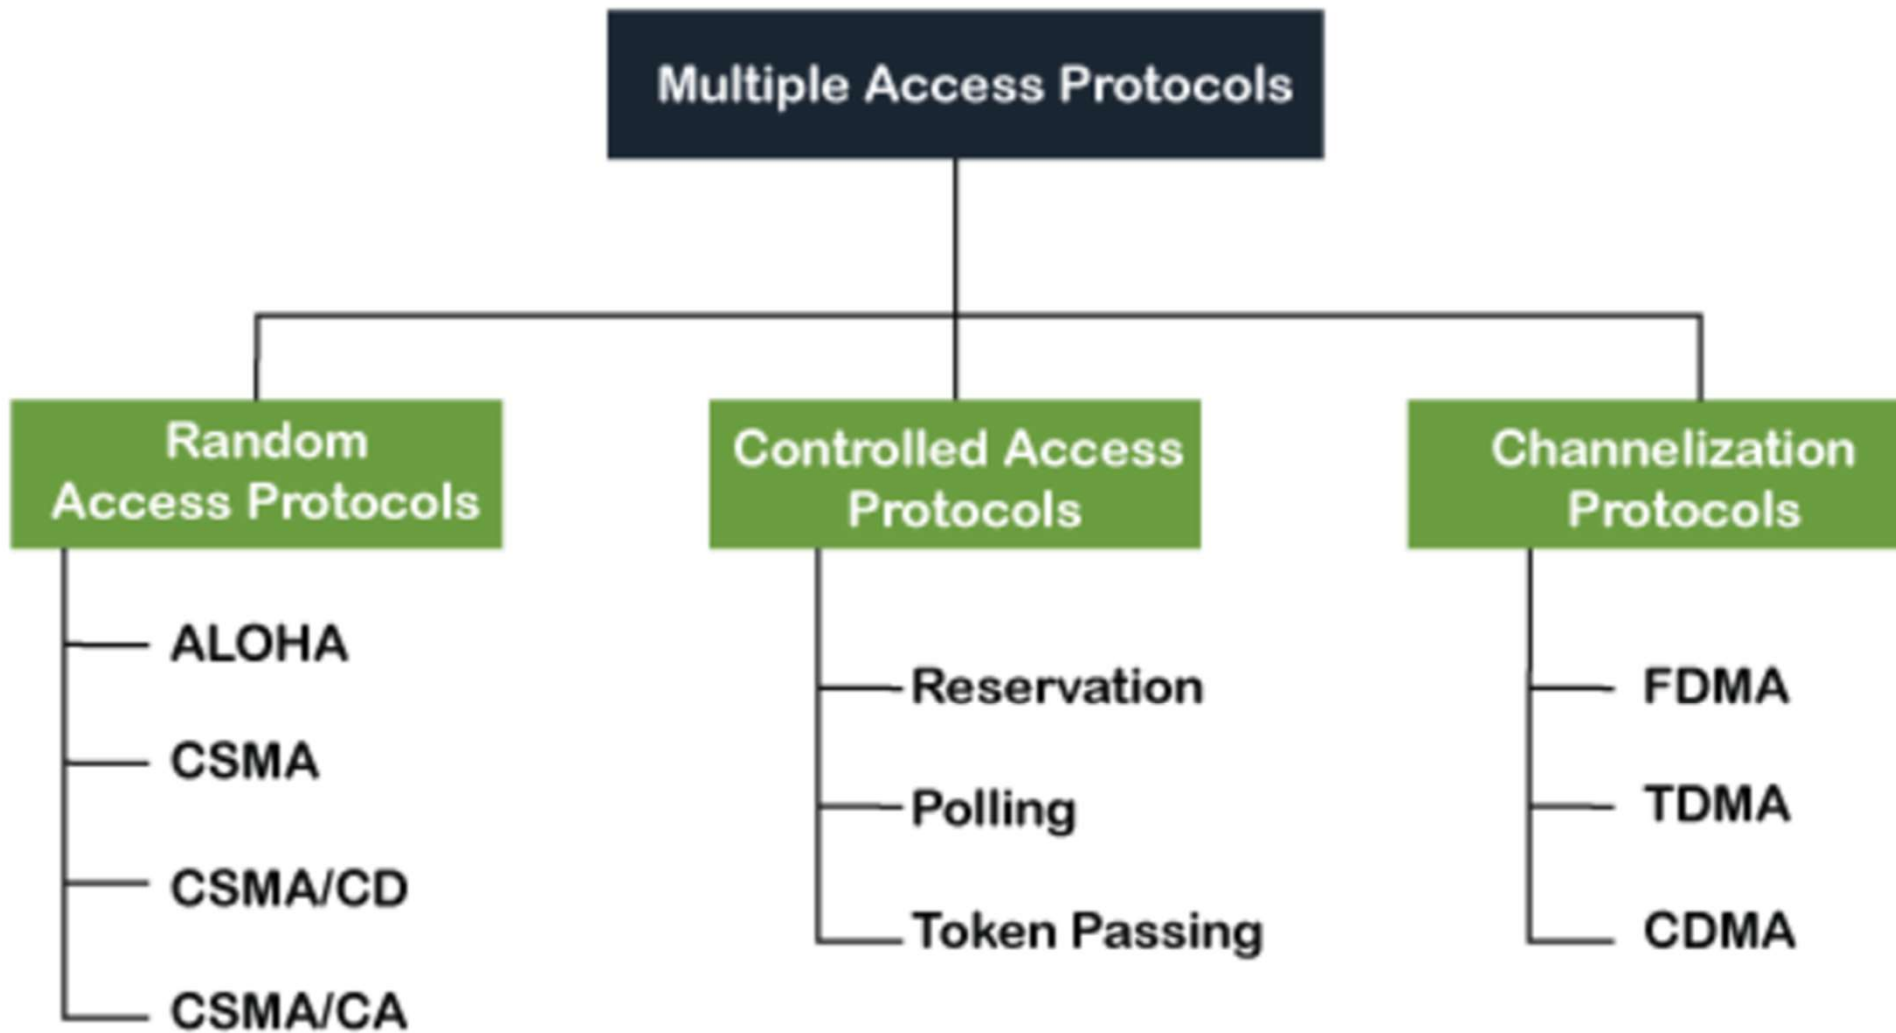 Multiple Access Protocols
Random
Access Protocols
ALOHA
CSMA
CSMA/CD
CSMA/CA
Controlled Access
Protocols
Reservation
Polling
Token Passing
Channelization
Protocols
FDMA
TDMA
CDMA